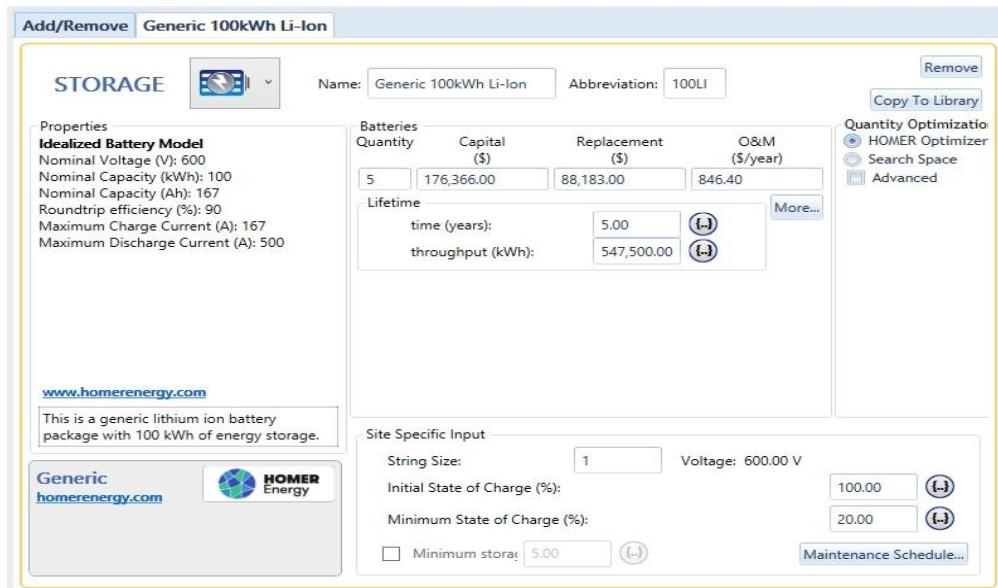 Add/Remove Generic 100kWh Li-Ion
STORAGE
Name: Generic 100kWh Li-Ion Abbreviation: 100LI
Remove
Copy To Library
Properties
Idealized Battery Model
Nominal Voltage (V): 600
Nominal Capacity (kWh): 100
Nominal Capacity (Ah): 167
Roundtrip efficiency (%): 90
Maximum Charge Current (A): 167
Maximum Discharge Current (A): 500
www.homerenergy.com
This is a generic lithium ion battery
package with 100 kWh of energy storage.
Generic
homerenergy.com
HOMER
Energy
Batteries
Quantity Capital Replacement O&M
($) ($) ($/year)
5 176,366.00 88,183.00 846.40
Lifetime
time (years): 5.00 {..}
throughput (kWh): 547,500.00 {..}
More...
Quantity Optimizatio
HOMER Optimizer
Search Space
Advanced
Site Specific Input
String Size: 1 Voltage: 600.00 V
Initial State of Charge (%): 100.00 {..}
Minimum State of Charge (%): 20.00 {..}
Minimum storag 5.00 {..}
Maintenance Schedule...